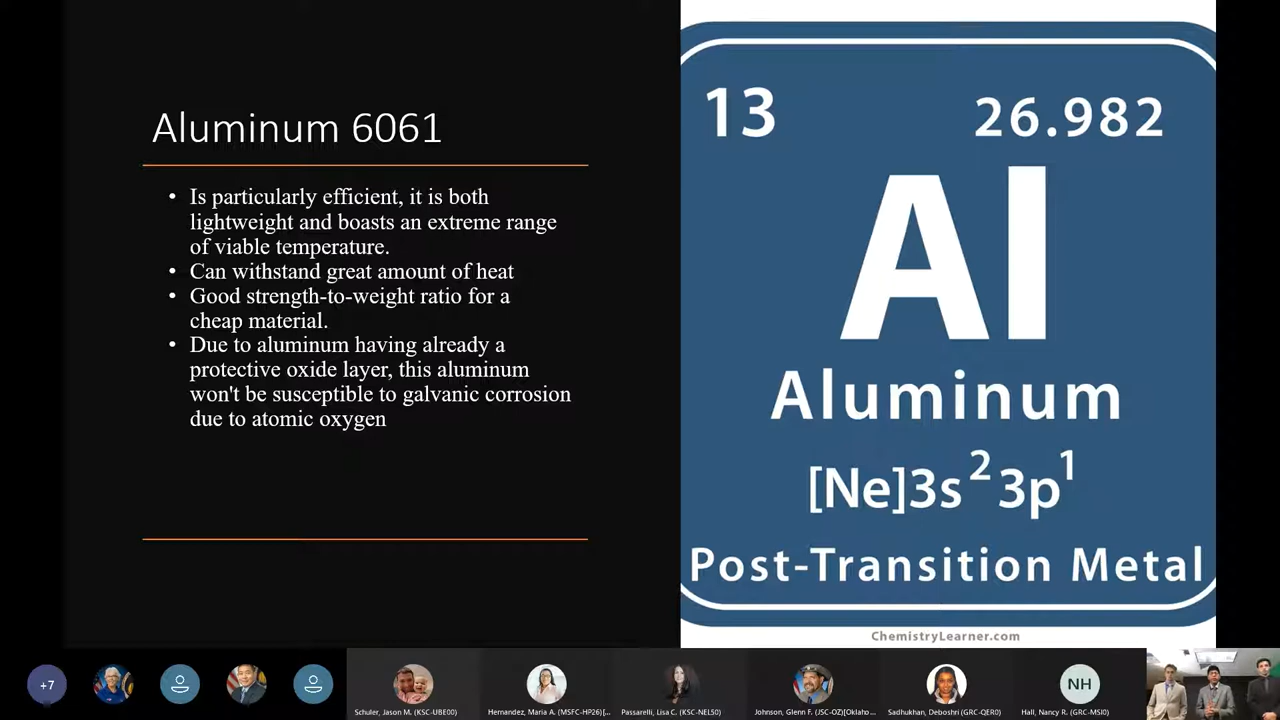 Aluminum 6061
• Is particularly efficient, it is both
lightweight and boasts an extreme range
of viable temperature.
• Can withstand great amount of heat
• Good strength-to-weight ratio for a
cheap material.
• Due to aluminum having already a
protective oxide layer, this aluminum
won't be susceptible to galvanic corrosion
due to atomic oxygen
13 26.982
Al
Aluminum
[Ne]3s² 3p¹
Post-Transition Metal
ChemistryLearner.com
+7
NH
Schuler, Jason M. (KSC-UBE00)
Hernandez, Maria A. (MSFC-HP26)[...
Passarelli, Lisa C. (KSC-NEL50)
Johnson, Glenn F. (JSC-OZ)[Oklaho...
Sadhukhan, Deboshri (GRC-QER0)
Hall, Nancy R. (GRC-MSI0)